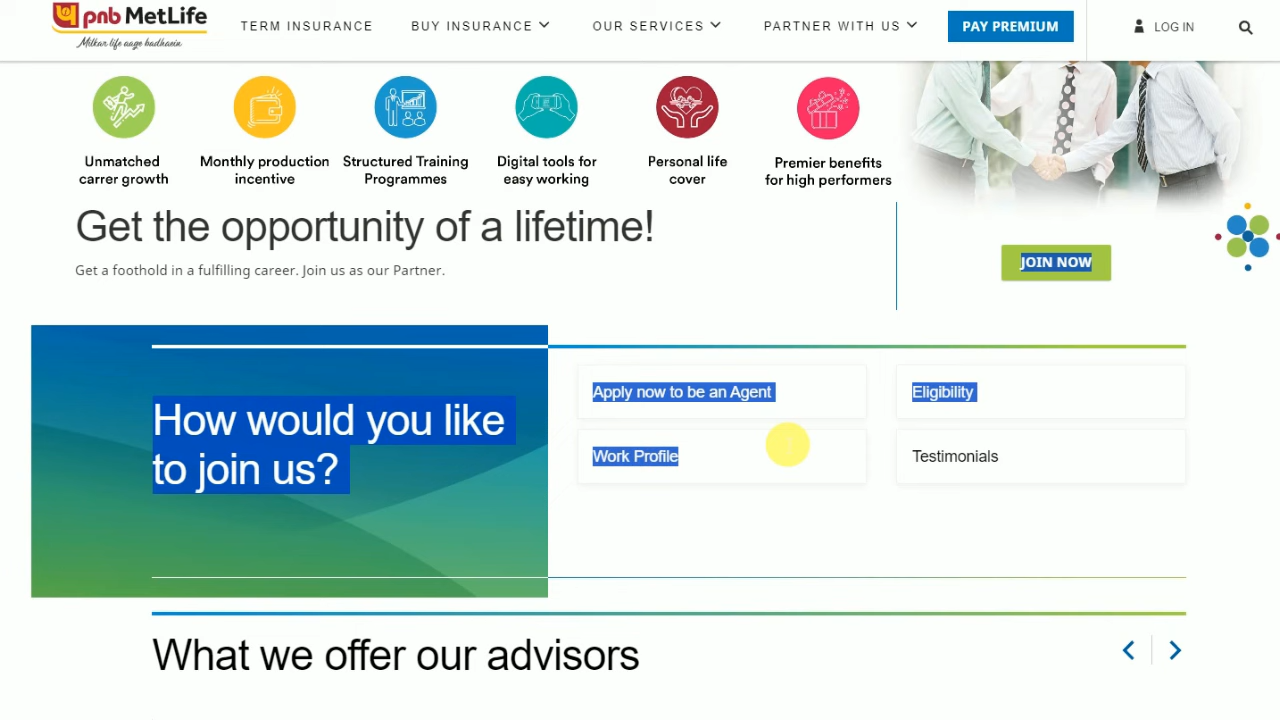 pnb MetLife
Milkar life aage badhaein
TERM INSURANCE
BUY INSURANCE
OUR SERVICES
PARTNER WITH US
PAY PREMIUM
LOG IN
Unmatched
carrer growth
Monthly production
incentive
Structured Training
Programmes
Digital tools for
easy working
Personal life
cover
Premier benefits
for high performers
Get the opportunity of a lifetime!
Get a foothold in a fulfilling career. Join us as our Partner.
JOIN NOW
How would you like
to join us?
Apply now to be an Agent
Eligibility
Work Profile
Testimonials
What we offer our advisors